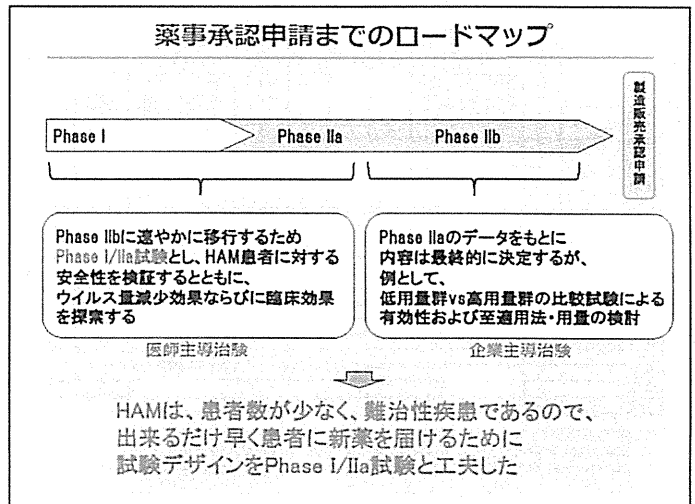 薬事承認申請までのロードマップ
Phase I
Phase IIa
Phase IIb
製造販売承認申請
Phase IIbに速やかに移行するため
Phase I/IIa試験とし、HAM患者に対する
安全性を検証するとともに、
ウイルス量減少効果ならびに臨床効果
を探索する
医師主導治験
Phase IIaのデータをもとに
内容は最終的に決定するが、
例として、
低用量群vs高用量群の比較試験による
有効性および至適用法・用量の検討
企業主導治験
HAMは、患者数が少なく、難治性疾患であるので、
出来るだけ早く患者に新薬を届けるために
試験デザインをPhase I/IIa試験と工夫した